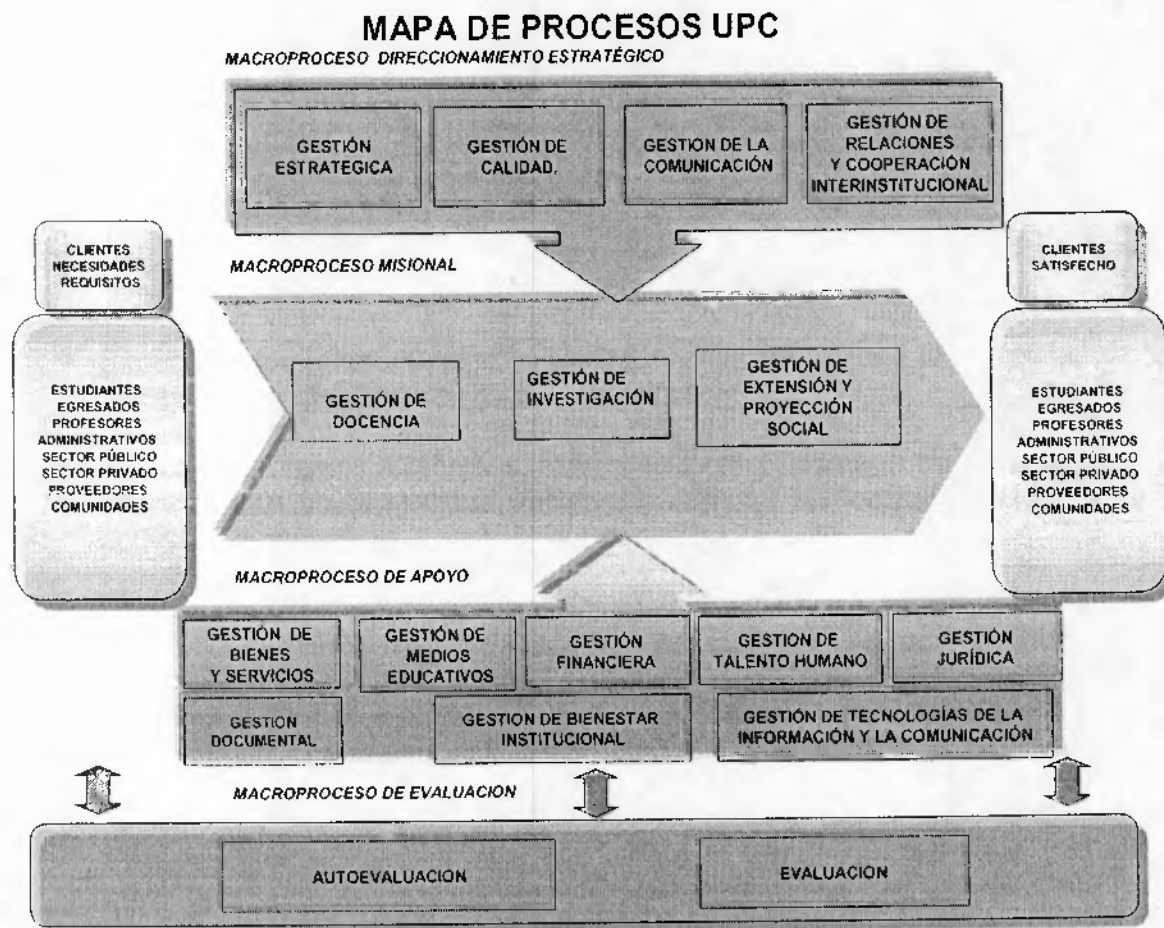 MAPA DE PROCESOS UPC
MACROPROCESO DIRECCIONAMIENTO ESTRATÉGICO
GESTIÓN
ESTRATEGICA
GESTIÓN DE
CALIDAD.
GESTION DE LA
COMUNICACIÓN
GESTIÓN DE
RELACIONES
Y COOPERACIÓN
INTERINSTITUCIONAL
CLIENTES
NECESIDADES
REQUISITOS
MACROPROCESO MISIONAL
CLIENTES
SATISFECHO
ESTUDIANTES
EGRESADOS
PROFESORES
ADMINISTRATIVOS
SECTOR PÚBLICO
SECTOR PRIVADO
PROVEEDORES
COMUNIDADES
GESTIÓN DE
DOCENCIA
GESTIÓN DE
INVESTIGACIÓN
GESTIÓN DE
EXTENSIÓN Y
PROYECCIÓN
SOCIAL
ESTUDIANTES
EGRESADOS
PROFESORES
ADMINISTRATIVOS
SECTOR PÚBLICO
SECTOR PRIVADO
PROVEEDORES
COMUNIDADES
MACROPROCESO DE APOYO
GESTIÓN DE
BIENES
Y SERVICIOS
GESTIÓN DE
MEDIOS
EDUCATIVOS
GESTIÓN
FINANCIERA
GESTION DE
TALENTO HUMANO
GESTIÓN
JURÍDICA
GESTIÓN
DOCUMENTAL
GESTION DE BIENESTAR
INSTITUCIONAL
GESTIÓN DE TECNOLOGÍAS DE LA
INFORMACIÓN Y LA COMUNICACIÓN
MACROPROCESO DE EVALUACION
AUTOEVALUACION
EVALUACION